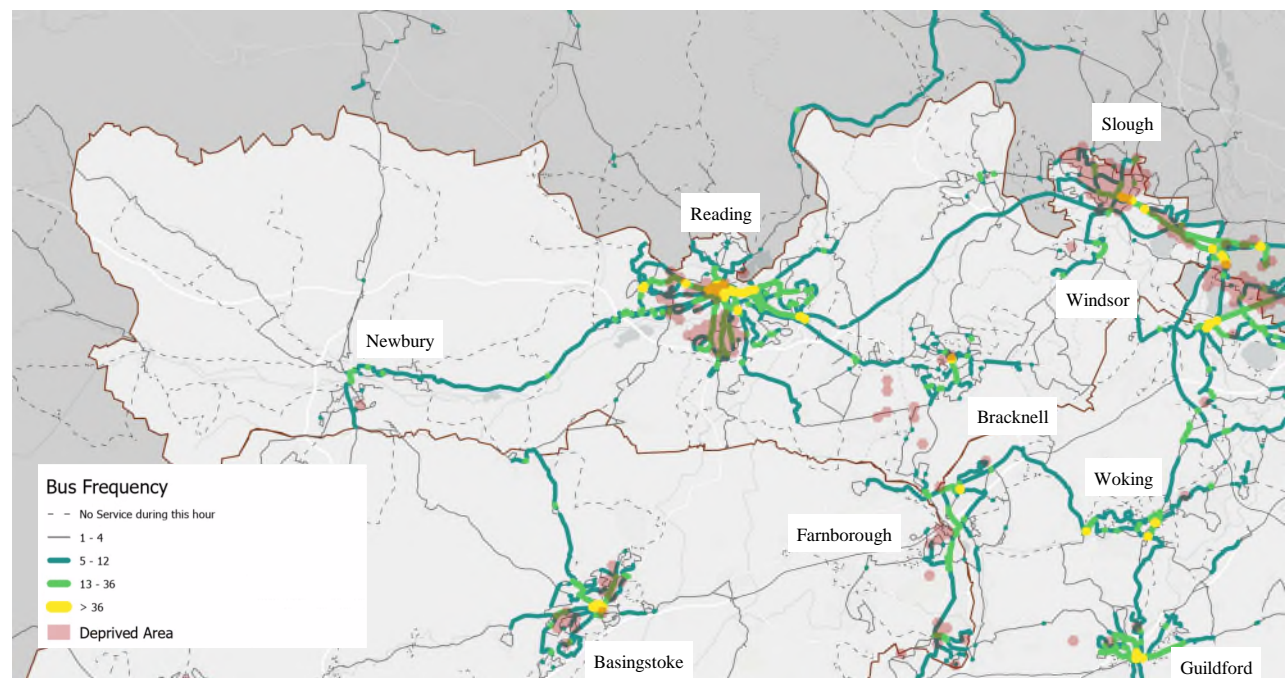 Slough
Reading
Windsor
Newbury
Bracknell
Woking
Farnborough
Basingstoke
Guildford
Bus Frequency
No Service during this hour
1 - 4
5 - 12
13 - 36
> 36
Deprived Area